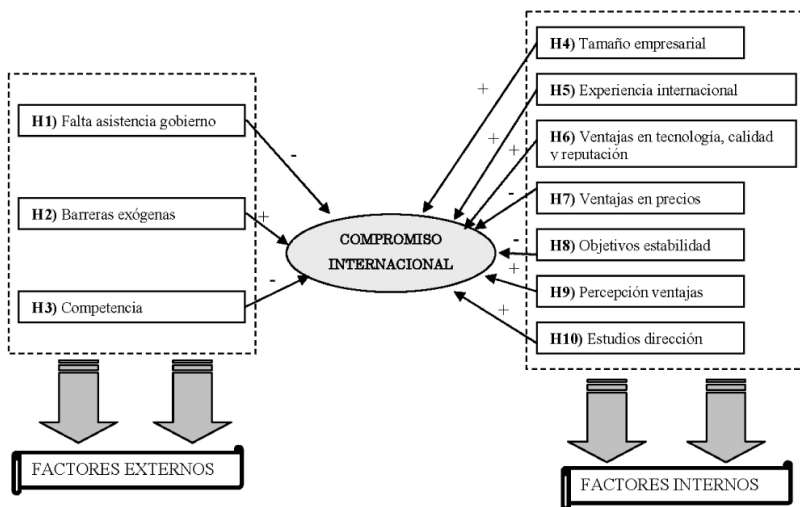 H1) Falta asistencia gobierno
-
H2) Barreras exógenas
+
H3) Competencia
-
FACTORES EXTERNOS
COMPROMISO
INTERNACIONAL
H4) Tamaño empresarial
+
H5) Experiencia internacional
+
H6) Ventajas en tecnología, calidad
y reputación
+
H7) Ventajas en precios
-
H8) Objetivos estabilidad
-
H9) Percepción ventajas
+
H10) Estudios dirección
+
FACTORES INTERNOS